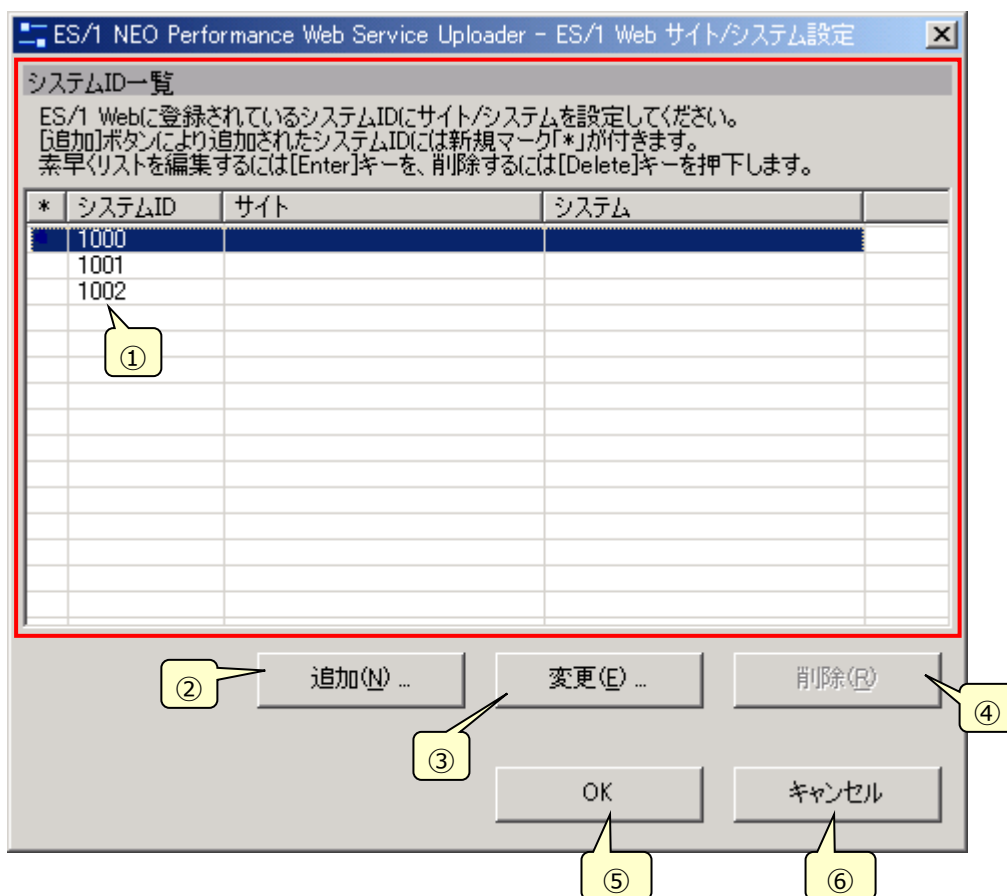 ES/1 NEO Performance Web Service Uploader - ES/1 Web サイト/システム設定
システムID一覧
ES/1 Webに登録されているシステムIDにサイト/システムを設定してください。
[追加]ボタンにより追加されたシステムIDには新規マーク「*」が付きます。
素早くリストを編集するには[Enter]キーを、削除するには[Delete]キーを押下します。
* システムID サイト システム
1000
1001
1002
①
② 追加(N) ... 変更(E) ... 削除(R)
④
③
OK キャンセル
⑤ ⑥